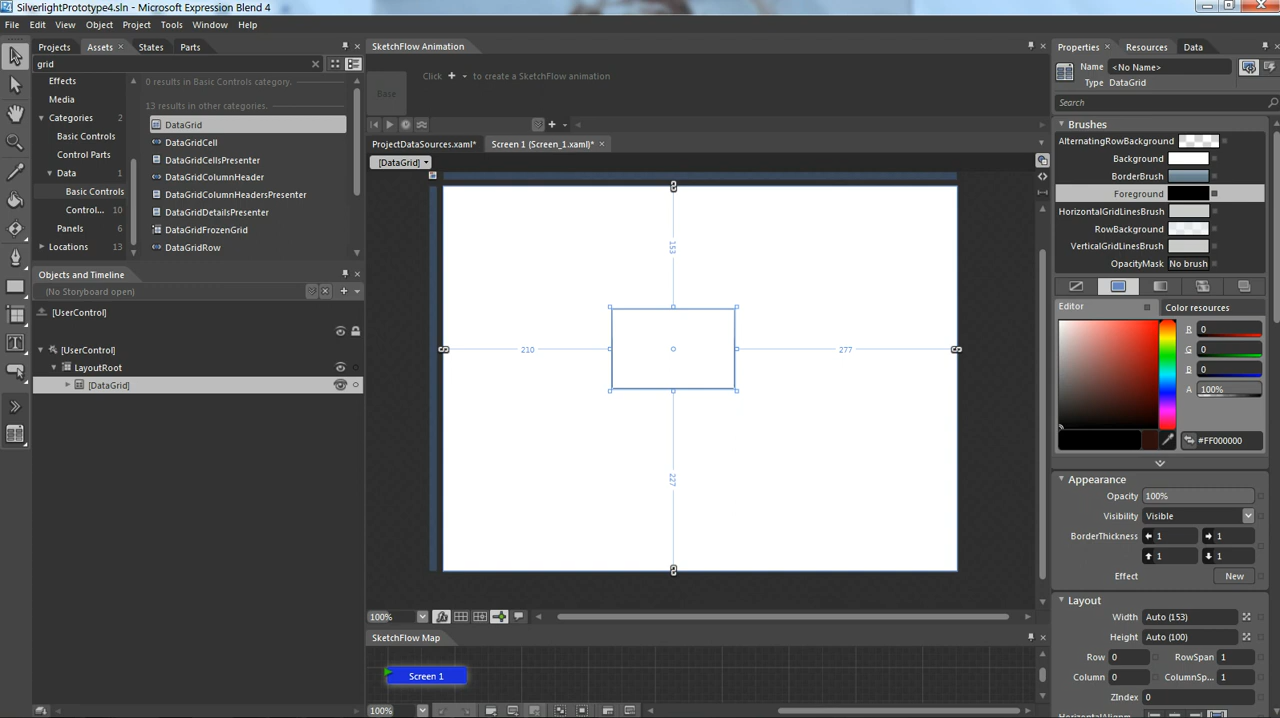 SilverlightPrototype4.sln - Microsoft Expression Blend 4
File Edit View Object Project Tools Window Help
Projects Assets × States Parts
grid
Effects
Media
Categories 2
Basic Controls
Control Parts
Data 1
Basic Controls
Control... 10
Panels 6
Locations 13
0 results in Basic Controls category.
13 results in other categories.
DataGrid
DataGridCell
DataGridCellsPresenter
DataGridColumnHeader
DataGridColumnHeadersPresenter
DataGridDetailsPresenter
DataGridFrozenGrid
DataGridRow
Objects and Timeline
(No Storyboard open)
[UserControl]
[UserControl]
LayoutRoot
[DataGrid]
SketchFlow Animation
Base
Click + to create a SketchFlow animation
ProjectDataSources.xaml* Screen 1 (Screen_1.xaml)* ×
[DataGrid]
153
210
277
227
100%
SketchFlow Map
Screen 1
100%
Properties × Resources Data
Name <No Name>
Type DataGrid
Search
Brushes
AlternatingRowBackground
Background
BorderBrush
Foreground
HorizontalGridLinesBrush
RowBackground
VerticalGridLinesBrush
OpacityMask No brush
Editor Color resources
R 0
G 0
B 0
A 100%
#FF000000
Appearance
Opacity 100%
Visibility Visible
BorderThickness 1 1
1 1
Effect New
Layout
Width Auto (153)
Height Auto (100)
Row 0 RowSpan 1
Column 0 ColumnSp... 1
ZIndex 0